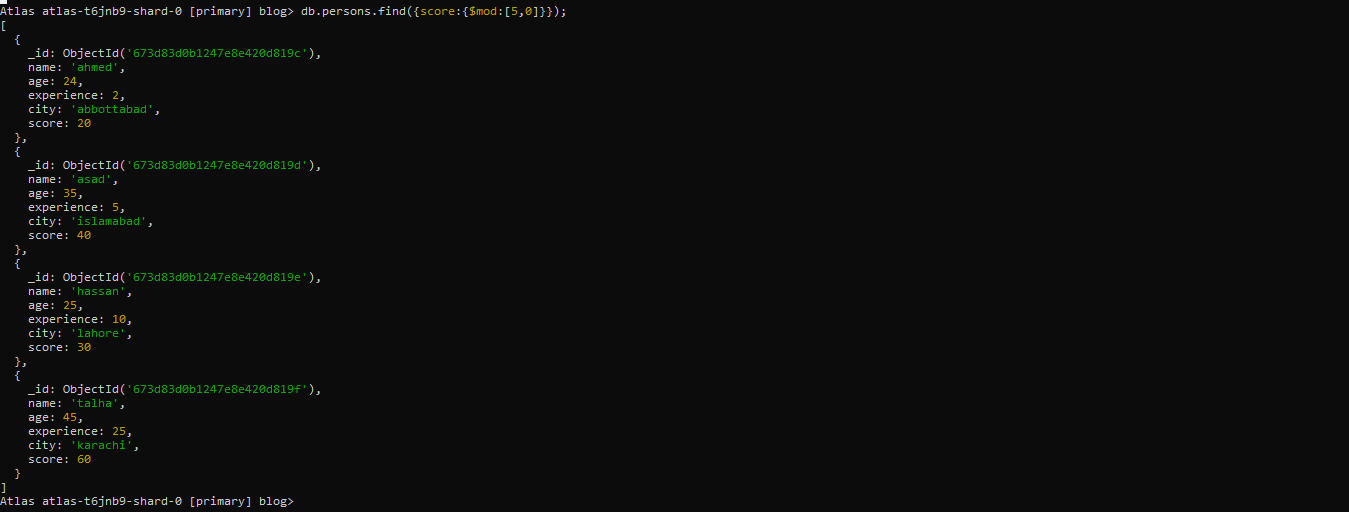 Atlas atlas-t6jnb9-shard-0 [primary] blog> db.persons.find({score:{$mod:[5,0]}});
[
  {
    _id: ObjectId('673d83d0b1247e8e420d819c'),
    name: 'ahmed',
    age: 24,
    experience: 2,
    city: 'abbottabad',
    score: 20
  },
  {
    _id: ObjectId('673d83d0b1247e8e420d819d'),
    name: 'asad',
    age: 35,
    experience: 5,
    city: 'islamabad',
    score: 40
  },
  {
    _id: ObjectId('673d83d0b1247e8e420d819e'),
    name: 'hassan',
    age: 25,
    experience: 10,
    city: 'lahore',
    score: 30
  },
  {
    _id: ObjectId('673d83d0b1247e8e420d819f'),
    name: 'talha',
    age: 45,
    experience: 25,
    city: 'karachi',
    score: 60
  }
]
Atlas atlas-t6jnb9-shard-0 [primary] blog>